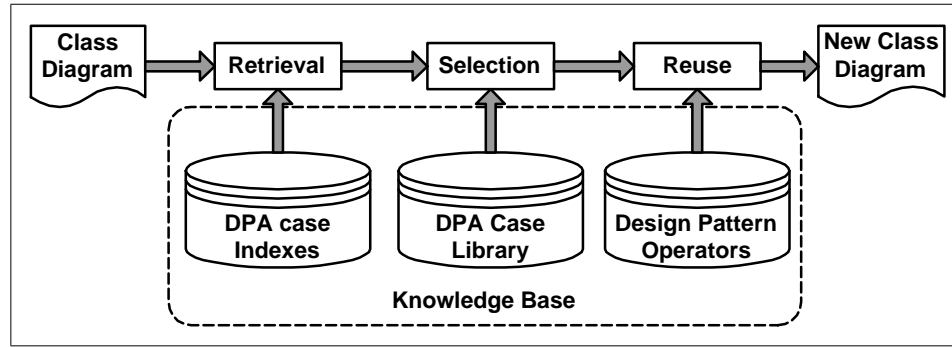 Class
Diagram
Retrieval
Selection
Reuse
New Class
Diagram
DPA case
Indexes
DPA Case
Library
Design Pattern
Operators
Knowledge Base